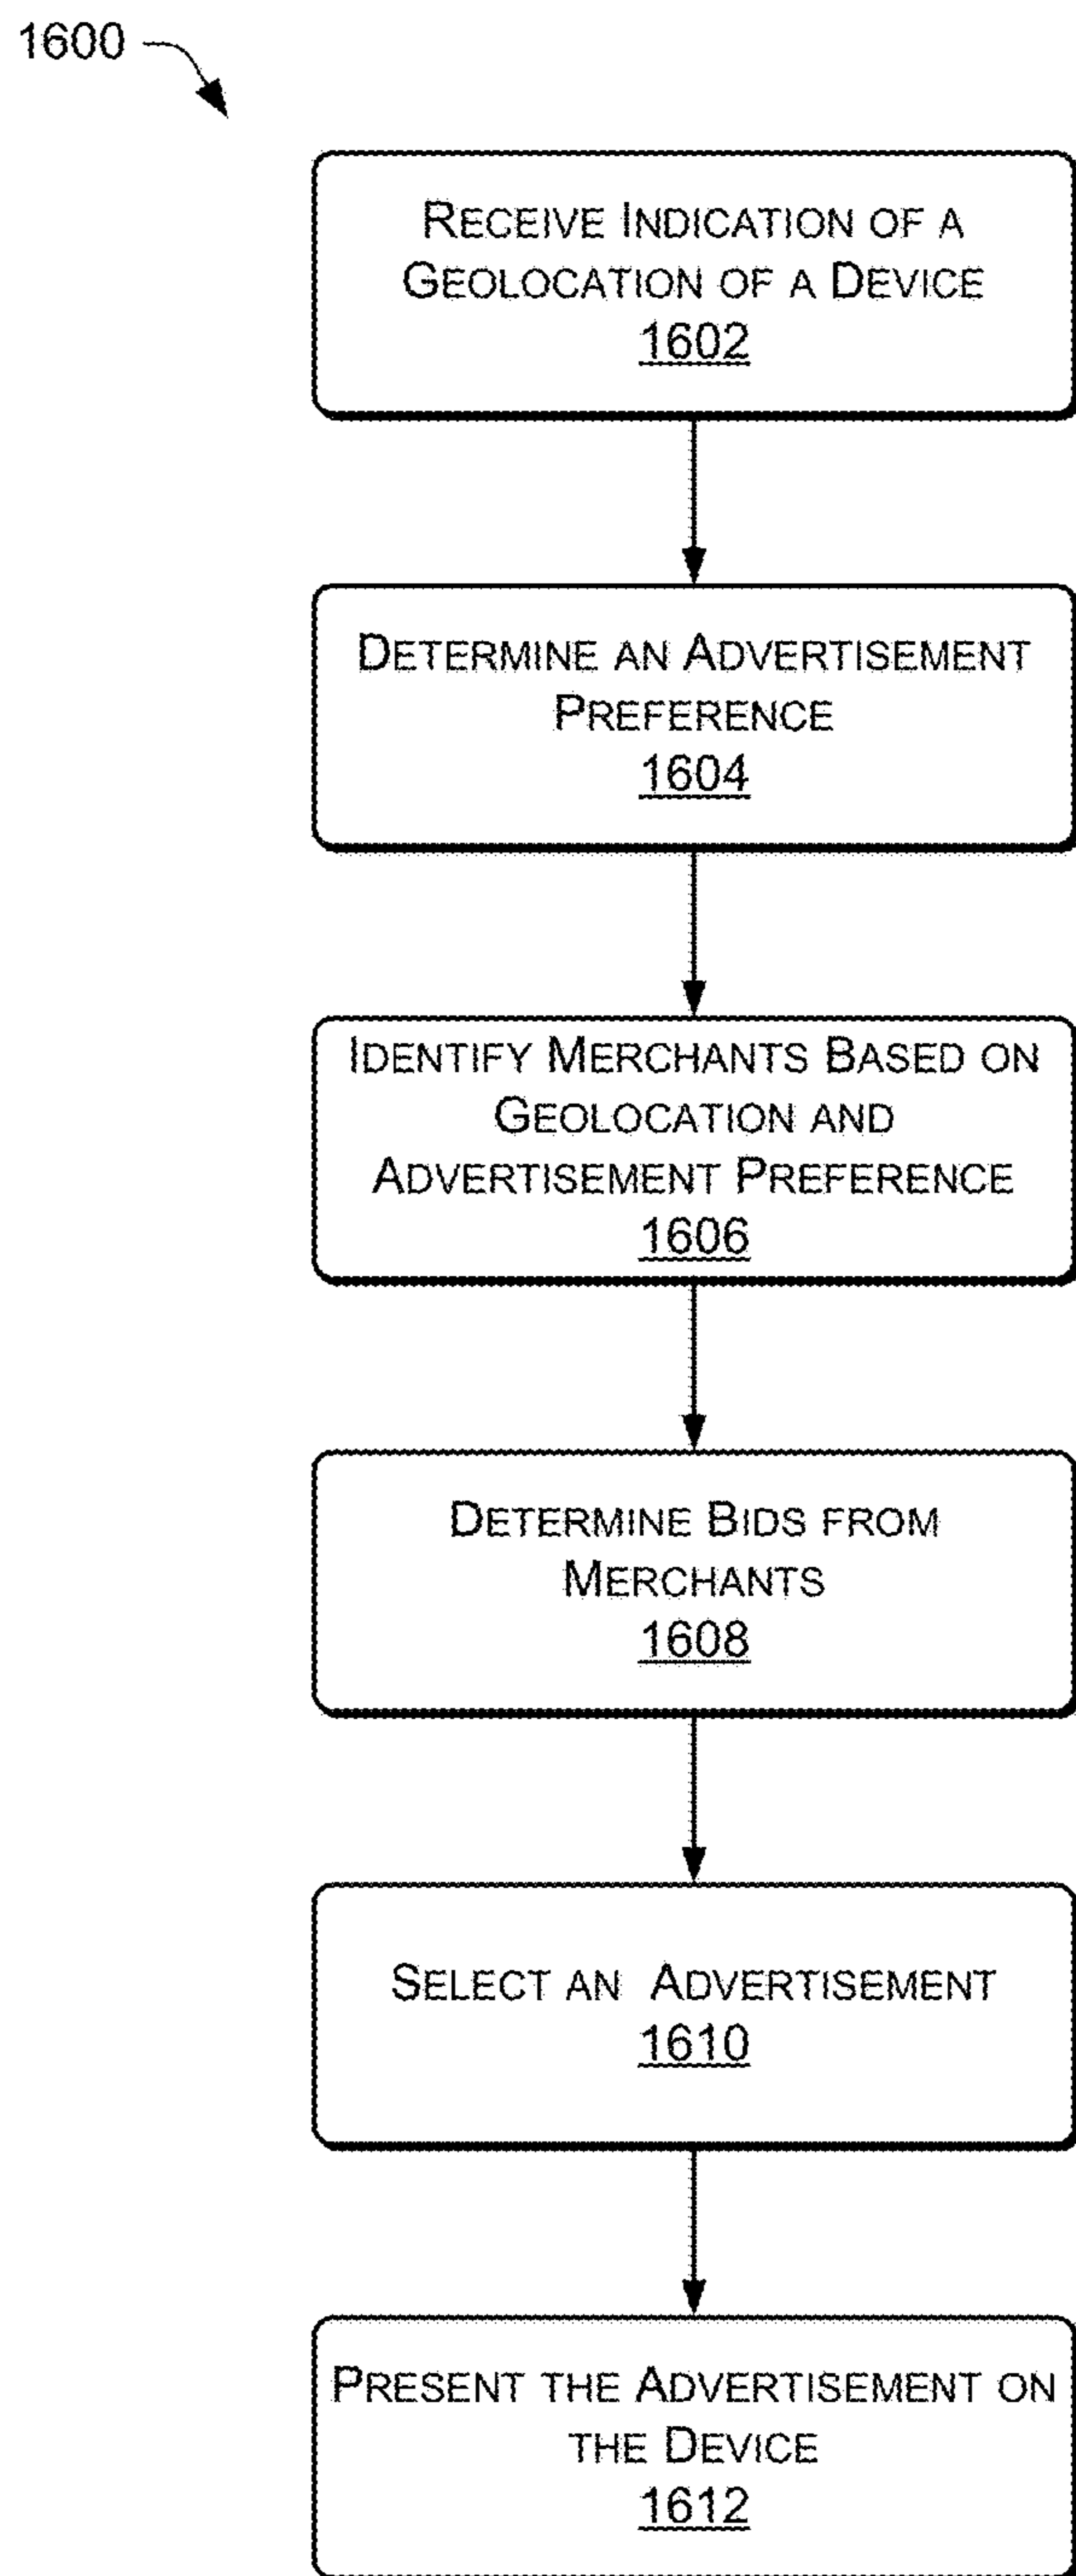 1600
RECEIVE INDICATION OF A
GEOLOCATION OF A DEVICE
1602
DETERMINE AN ADVERTISEMENT
PREFERENCE
1604
IDENTIFY MERCHANTS BASED ON
GEOLOCATION AND
ADVERTISEMENT PREFERENCE
1606
DETERMINE BIDS FROM
MERCHANTS
1608
SELECT AN ADVERTISEMENT
1610
PRESENT THE ADVERTISEMENT ON
THE DEVICE
1612